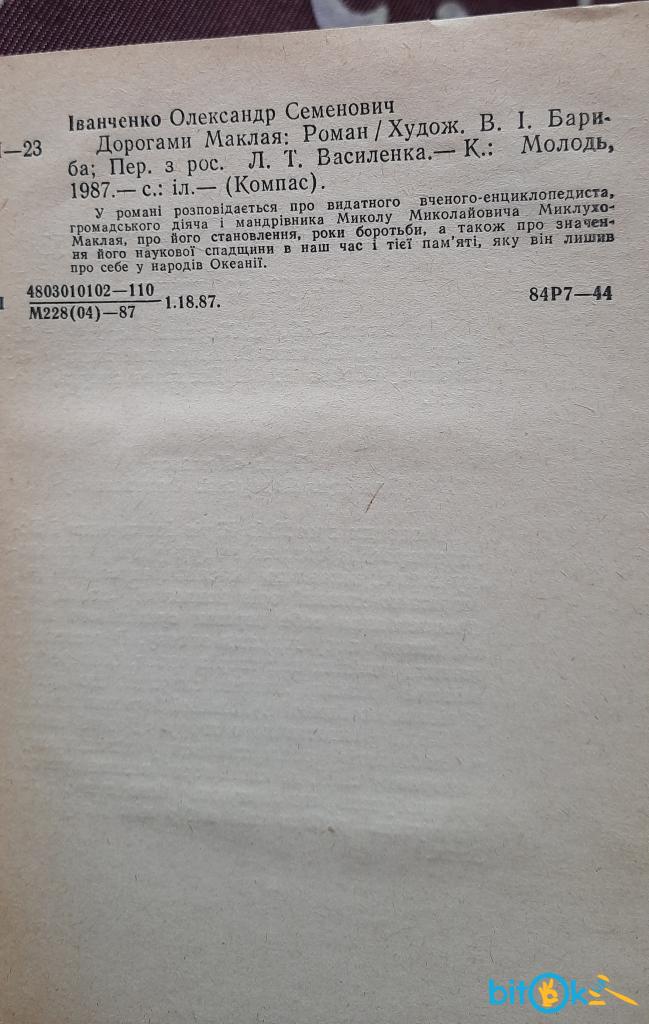 Іванченко Олександр Семенович
І—23
Дорогами Маклая: Роман / Худож. В. І. Бари-
ба; Пер. з рос. Л. Т. Василенка.— К.: Молодь,
1987.— с.: іл.— (Компас).
У романі розповідається про видатного вченого-енциклопедиста,
громадського діяча і мандрівника Миколу Миколайовича Миклухо-
Маклая, про його становлення, роки боротьби, а також про значен-
ня його наукової спадщини в наш час і тієї пам'яті, яку він лишив
про себе у народів Океанії.
4803010102—110
М228(04)—87
1.18.87.
84Р7—44
bitOk